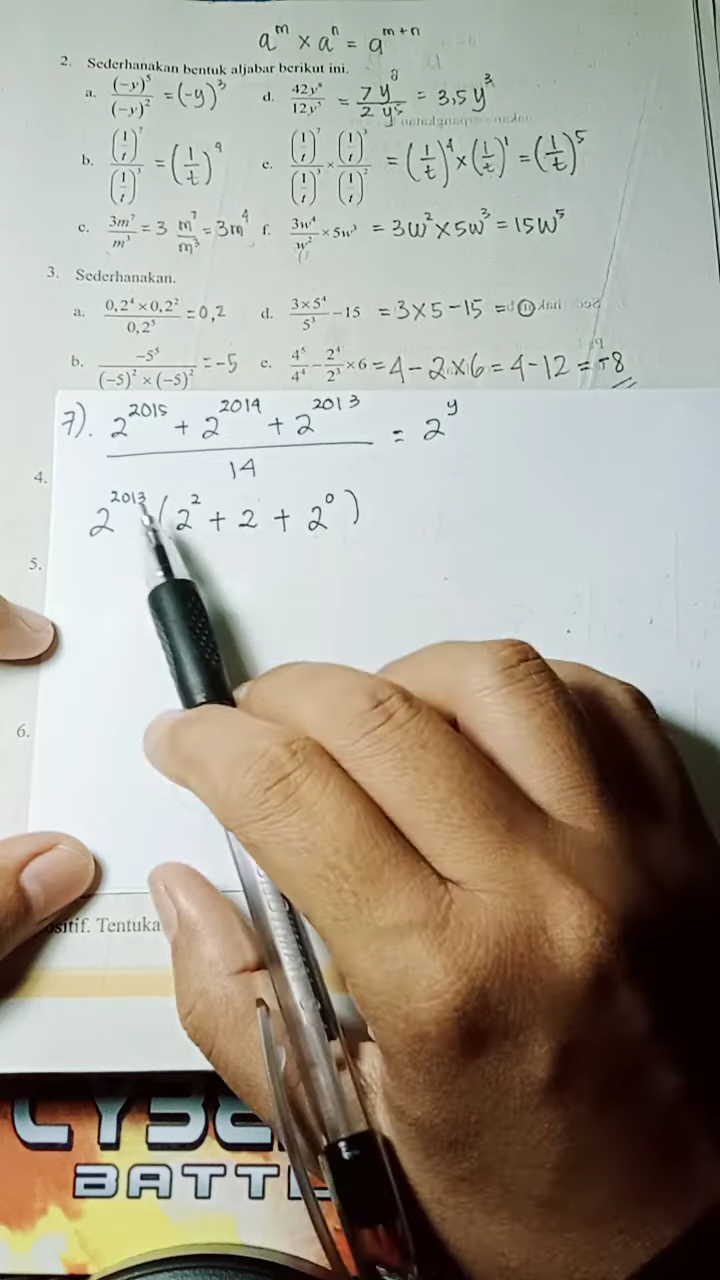 a^m × a^n = a^{m+n}
2. Sederhanakan bentuk aljabar berikut ini.
a. (-y)^5 / (-y)^2 = (-y)^3
d. 42y^8 / 12y^5 = 7y^8 / 2y^5 = 3,5 y^3
b. (1/t)^7 / (1/t)^3 = (1/t)^4
e. (1/t)^7 / (1/t)^3 × (1/t)^3 / (1/t)^2 = (1/t)^4 × (1/t)^1 = (1/t)^5
c. 3m^7 / m^3 = 3 m^7 / m^3 = 3m^4
f. 3w^4 / w^2 × 5w^3 = 3w^2 × 5w^3 = 15w^5
3. Sederhanakan.
a. 0,2^4 × 0,2^2 / 0,2^5 = 0,2
d. 3 × 5^4 / 5^3 − 15 = 3 × 5 − 15 = 0
b. −5^5 / (−5)^2 × (−5)^2 = −5
e. 4^5 / 4^4 − 2^4 / 2^3 × 6 = 4 − 2 × 6 = 4 − 12 = −8
7). 2^{2015} + 2^{2014} + 2^{2013} / 14 = 2^y
4.
2^{2013} (2^2 + 2 + 2^0)
5.
6.
ositif. Tentuka
CYBE
BATTL